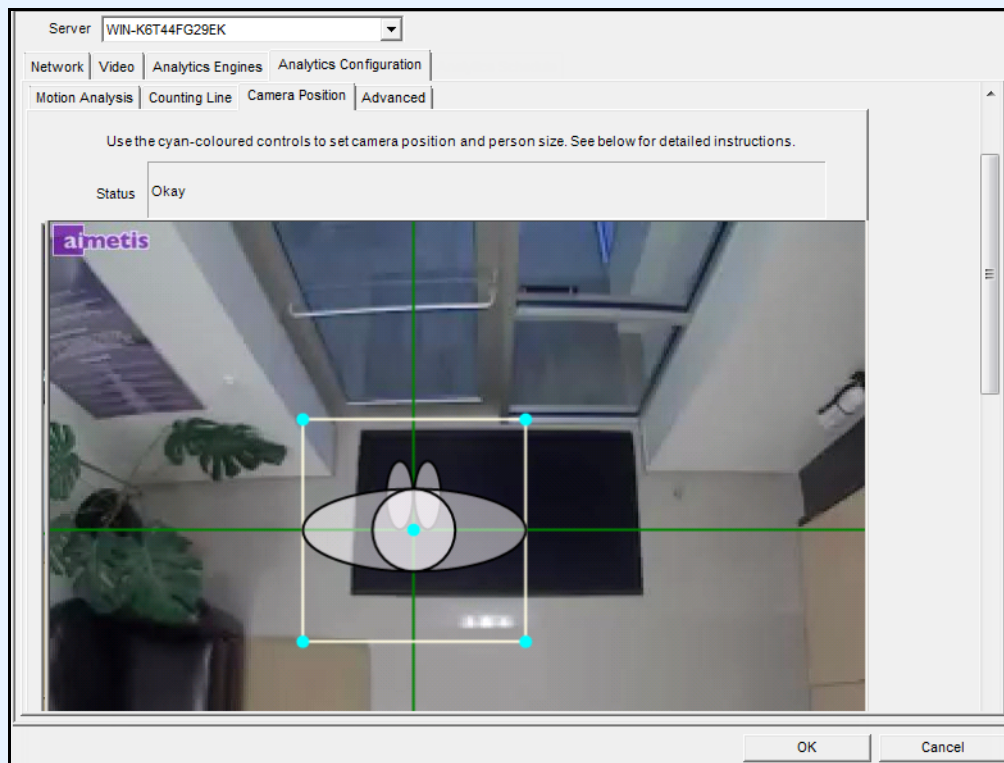 Server WIN-K6T44FG29EK
Network Video Analytics Engines Analytics Configuration
Motion Analysis Counting Line Camera Position Advanced
Use the cyan-coloured controls to set camera position and person size. See below for detailed instructions.
Status Okay
aimetis
OK Cancel